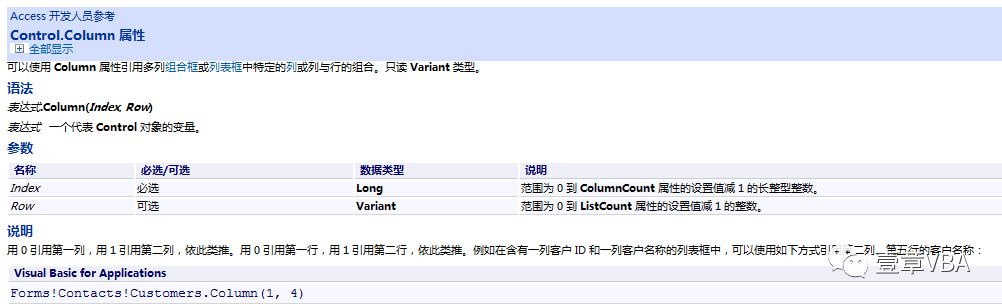 Access 开发人员参考
Control.Column 属性
全部显示
可以使用 Column 属性引用多列组合框或列表框中特定的列或列与行的组合。只读 Variant 类型。
语法
表达式.Column(Index, Row)
表达式 一个代表 Control 对象的变量。
参数
名称 必选/可选 数据类型 说明
Index 必选 Long 范围为 0 到 ColumnCount 属性的设置值减 1 的长整型整数。
Row 可选 Variant 范围为 0 到 ListCount 属性的设置值减 1 的整数。
说明
用 0 引用第一列，用 1 引用第二列，依此类推。用 0 引用第一行，用 1 引用第二行，依此类推。例如在含有一列客户 ID 和一列客户名称的列表框中，可以使用如下方式引用第二列、第五行的客户名称：
壹章VBA
Visual Basic for Applications
Forms!Contacts!Customers.Column(1, 4)